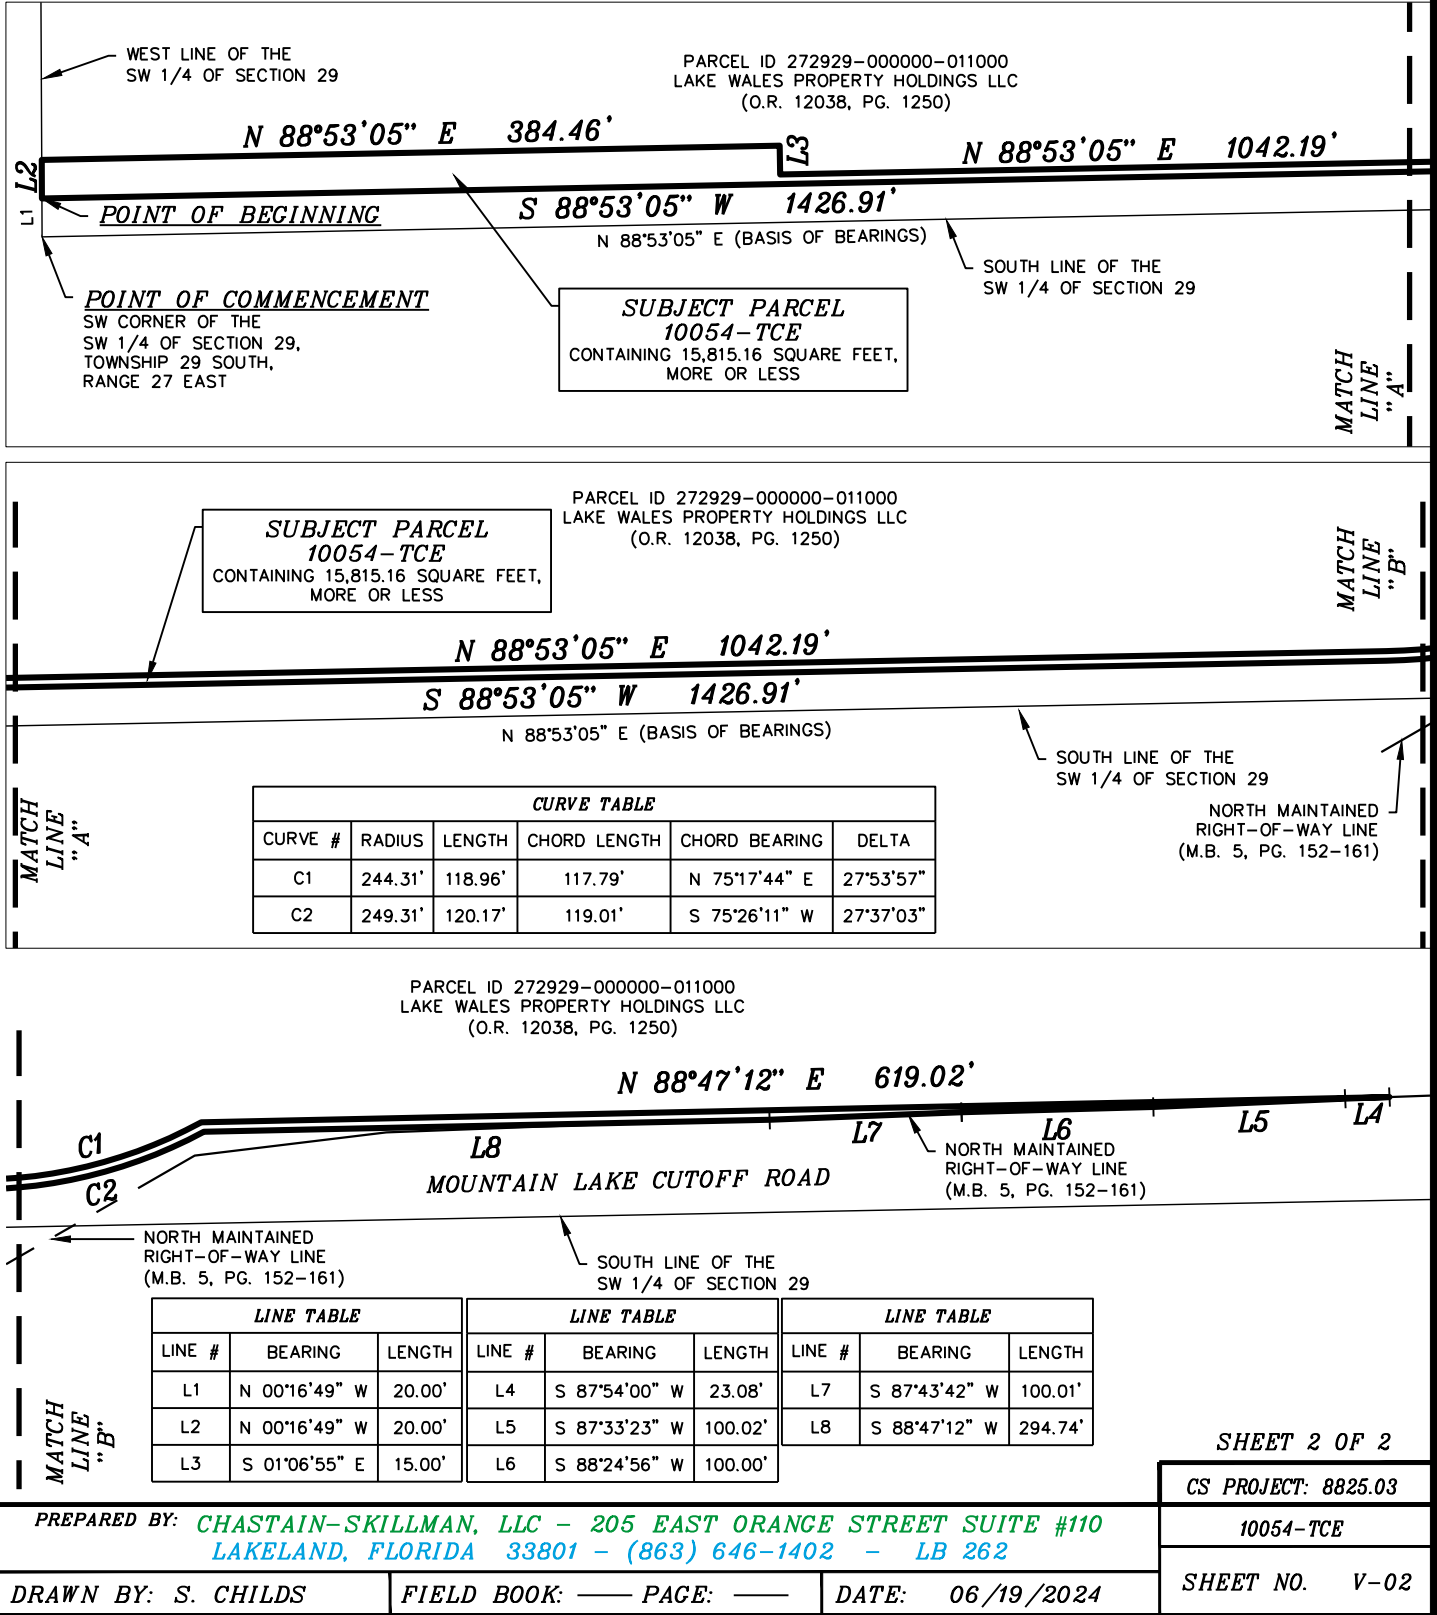 WEST LINE OF THE
SW 1/4 OF SECTION 29
PARCEL ID 272929-000000-011000
LAKE WALES PROPERTY HOLDINGS LLC
(O.R. 12038, PG. 1250)
N 88°53'05" E 384.46'
L3
N 88°53'05" E 1042.19'
L2
L1
POINT OF BEGINNING
S 88°53'05" W 1426.91'
N 88°53'05" E (BASIS OF BEARINGS)
SOUTH LINE OF THE
SW 1/4 OF SECTION 29
POINT OF COMMENCEMENT
SW CORNER OF THE
SW 1/4 OF SECTION 29,
TOWNSHIP 29 SOUTH,
RANGE 27 EAST
SUBJECT PARCEL
10054-TCE
CONTAINING 15,815.16 SQUARE FEET,
MORE OR LESS
MATCH
LINE
"A"
PARCEL ID 272929-000000-011000
LAKE WALES PROPERTY HOLDINGS LLC
(O.R. 12038, PG. 1250)
SUBJECT PARCEL
10054-TCE
CONTAINING 15,815.16 SQUARE FEET,
MORE OR LESS
MATCH
LINE
"B"
N 88°53'05" E 1042.19'
S 88°53'05" W 1426.91'
N 88°53'05" E (BASIS OF BEARINGS)
SOUTH LINE OF THE
SW 1/4 OF SECTION 29
NORTH MAINTAINED
RIGHT-OF-WAY LINE
(M.B. 5, PG. 152-161)
MATCH
LINE
"A"
CURVE TABLE
CURVE # RADIUS LENGTH CHORD LENGTH CHORD BEARING DELTA
C1 244.31' 118.96' 117.79' N 75°17'44" E 27°53'57"
C2 249.31' 120.17' 119.01' S 75°26'11" W 27°37'03"
PARCEL ID 272929-000000-011000
LAKE WALES PROPERTY HOLDINGS LLC
(O.R. 12038, PG. 1250)
N 88°47'12" E 619.02'
C1
C2
L8
L7
L6
L5
L4
MOUNTAIN LAKE CUTOFF ROAD
NORTH MAINTAINED
RIGHT-OF-WAY LINE
(M.B. 5, PG. 152-161)
NORTH MAINTAINED
RIGHT-OF-WAY LINE
(M.B. 5, PG. 152-161)
SOUTH LINE OF THE
SW 1/4 OF SECTION 29
MATCH
LINE
"B"
LINE TABLE
LINE # BEARING LENGTH
L1 N 00°16'49" W 20.00'
L2 N 00°16'49" W 20.00'
L3 S 01°06'55" E 15.00'
LINE TABLE
LINE # BEARING LENGTH
L4 S 87°54'00" W 23.08'
L5 S 87°33'23" W 100.02'
L6 S 88°24'56" W 100.00'
LINE TABLE
LINE # BEARING LENGTH
L7 S 87°43'42" W 100.01'
L8 S 88°47'12" W 294.74'
SHEET 2 OF 2
CS PROJECT: 8825.03
10054-TCE
SHEET NO. V-02
PREPARED BY: CHASTAIN-SKILLMAN, LLC - 205 EAST ORANGE STREET SUITE #110
LAKELAND, FLORIDA 33801 - (863) 646-1402 - LB 262
DRAWN BY: S. CHILDS FIELD BOOK: —— PAGE: —— DATE: 06/19/2024